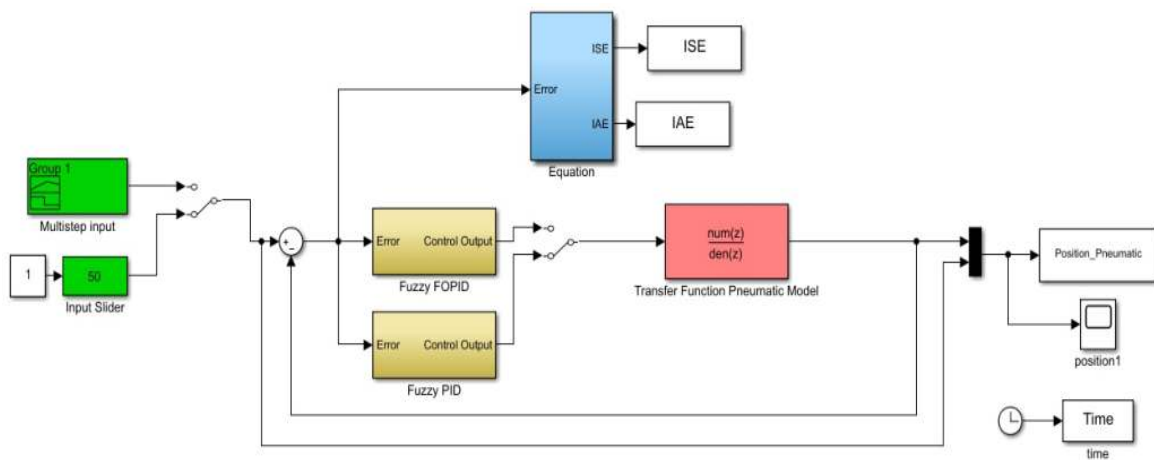 ISE
ISE
Error
IAE
IAE
Equation
Group 1
Multistep input
1
50
Input Slider
+
−
Error
Control Output
Fuzzy FOPID
Error
Control Output
Fuzzy PID
num(z)
den(z)
Transfer Function Pneumatic Model
Position_Pneumatic
position1
Time
time